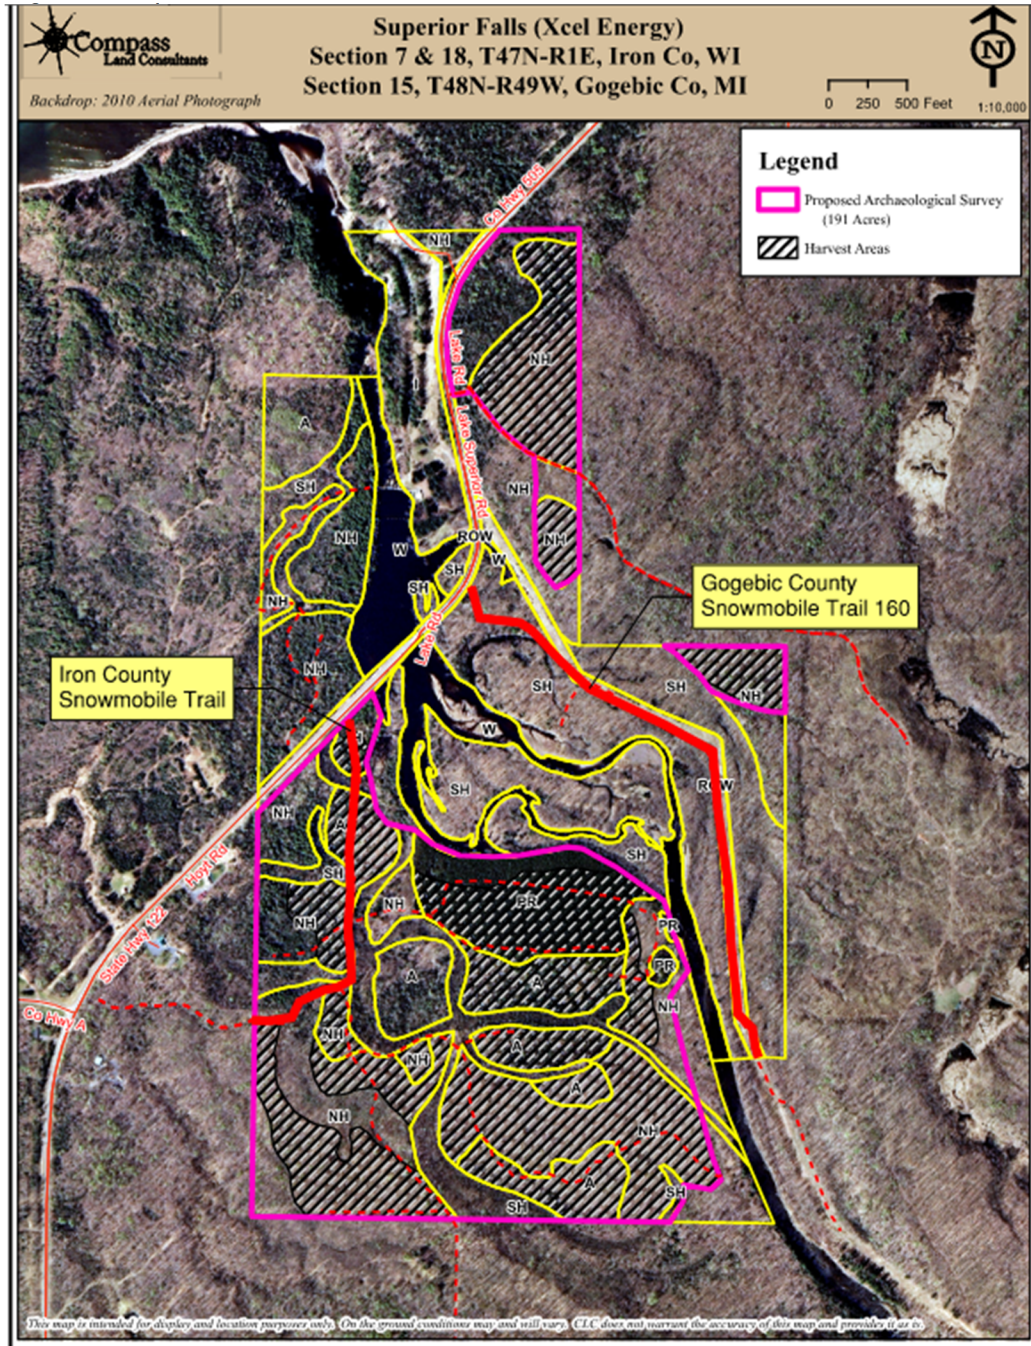 Compass
Land Consultants
Backdrop: 2010 Aerial Photograph
Superior Falls (Xcel Energy)
Section 7 & 18, T47N-R1E, Iron Co, WI
Section 15, T48N-R49W, Gogebic Co, MI
N
0 250 500 Feet
1:10,000
Legend
Proposed Archaeological Survey
(191 Acres)
Harvest Areas
Co Hwy 505
NH
Lake Rd
NH
I
Lake Superior Rd
A
SH
NH
NH
W
ROW
W
NH
SH
SH
NH
Lake Rd
NH
Gogebic County
Snowmobile Trail 160
Iron County
Snowmobile Trail
SH
SH
NH
W
SH
ROW
NH
A
SH
SH
Hoyt Rd
NH
NH
PR
PR
State Hwy 122
A
A
PR
NH
Co Hwy A
NH
A
NH
A
NH
NH
A
SH
SH
This map is intended for display and location purposes only. On the ground conditions may and will vary. CLC does not warrant the accuracy of this map and provides it as is.